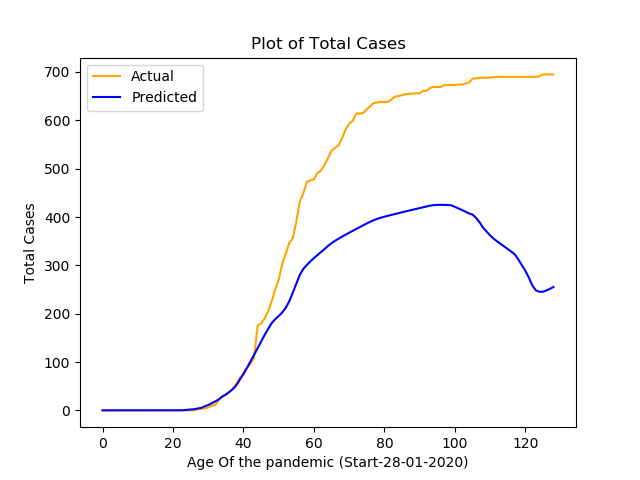 Plot of Total Cases
Actual
Predicted
700
600
500
400
300
200
100
0
Total Cases
0 20 40 60 80 100 120
Age Of the pandemic (Start-28-01-2020)